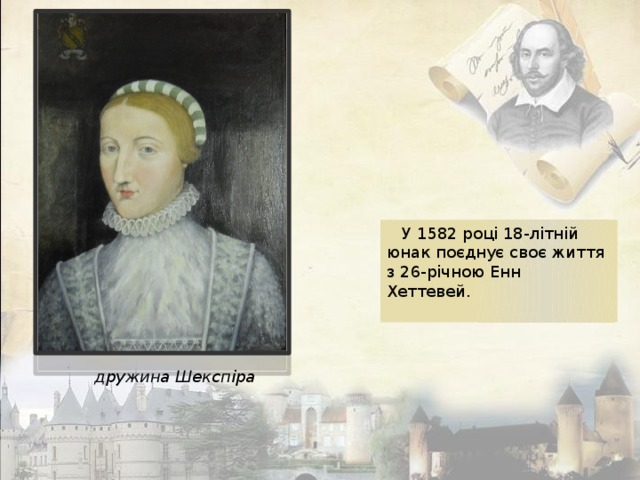 У 1582 році 18-літній
юнак поєднує своє життя
з 26-річною Енн
Хеттевей.
дружина Шекспіра